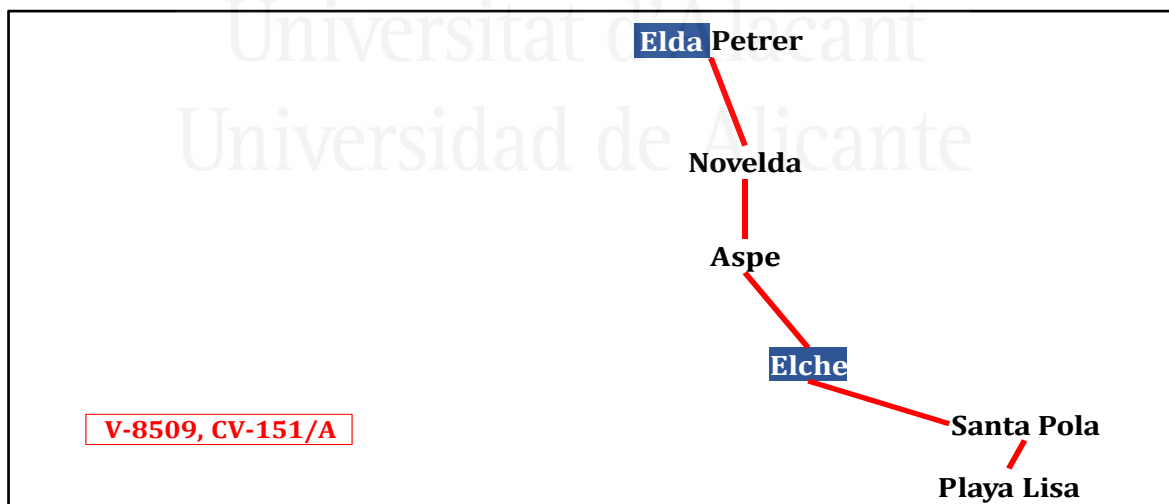 Universitat d'Alacant
Elda Petrer
Universidad de Alicante
Novelda
Aspe
Elche
V-8509, CV-151/A
Santa Pola
Playa Lisa